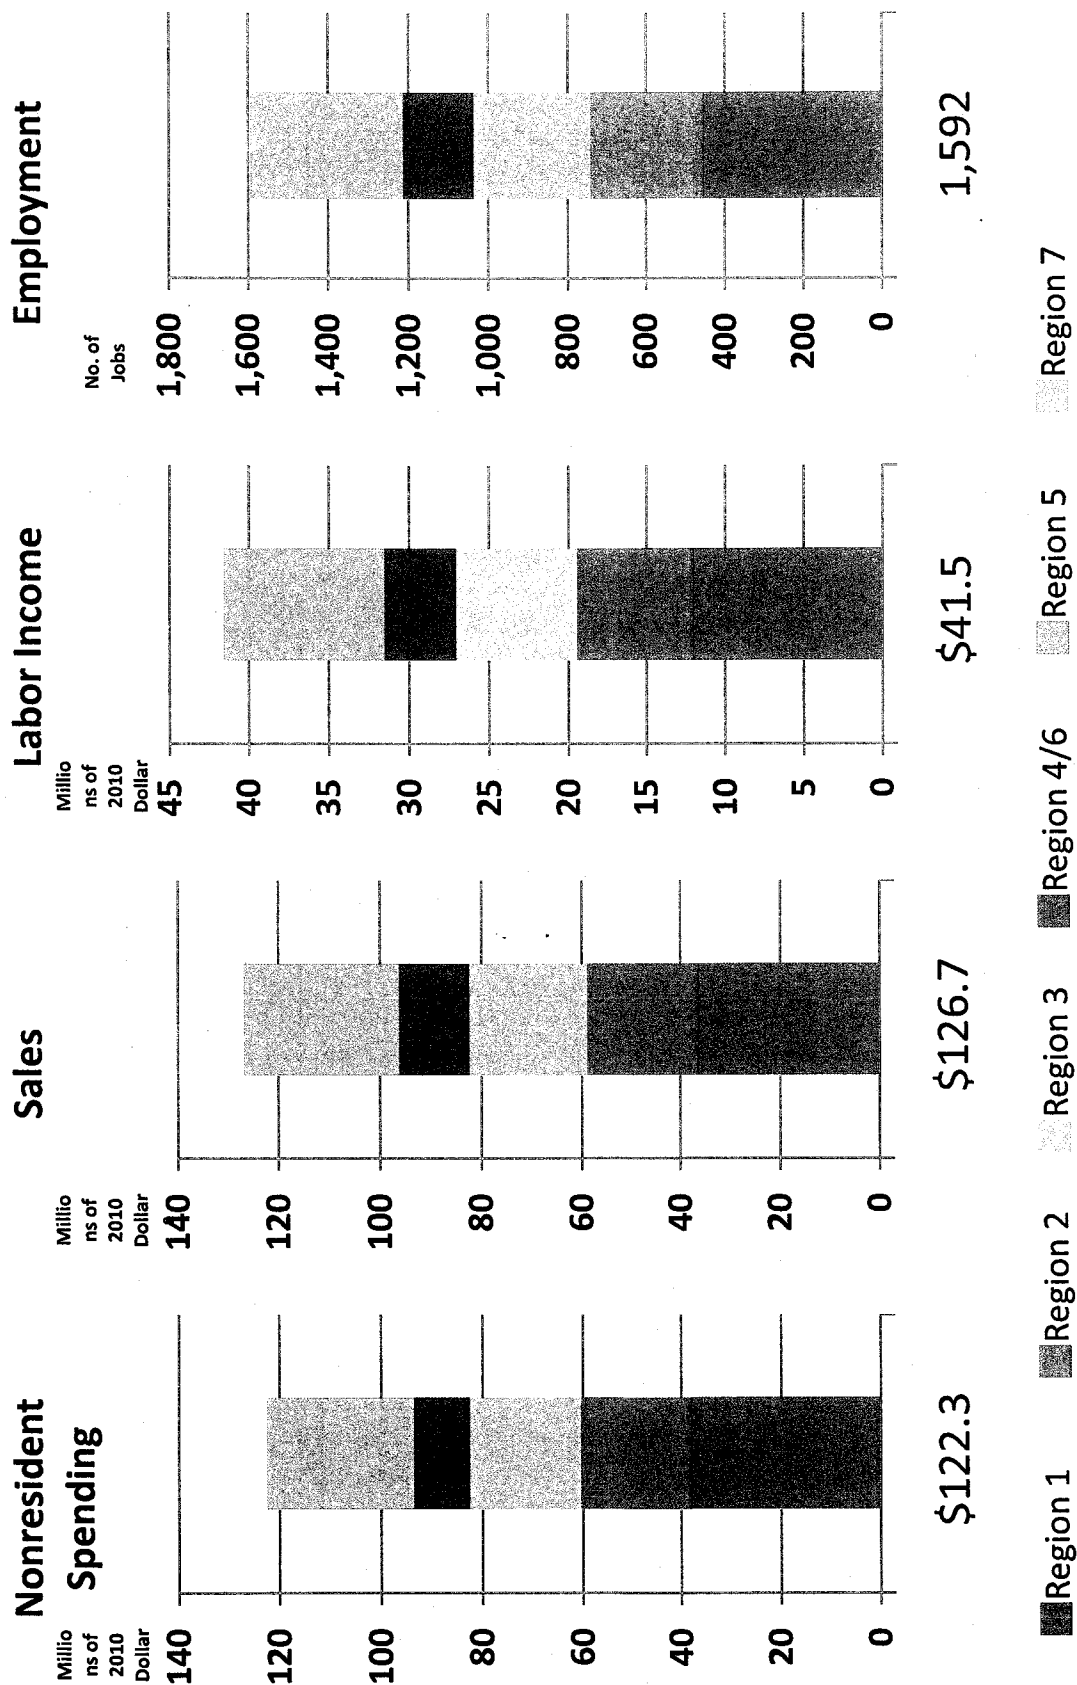 Nonresident
Spending
Millio
ns of
2010
Dollar
140
120
100
80
60
40
20
0
$122.3
Sales
Millio
ns of
2010
Dollar
140
120
100
80
60
40
20
0
$126.7
Labor Income
Millio
ns of
2010
Dollar
45
40
35
30
25
20
15
10
5
0
$41.5
Employment
No. of
Jobs
1,800
1,600
1,400
1,200
1,000
800
600
400
200
0
1,592
Region 1 Region 2 Region 3 Region 4/6 Region 5 Region 7